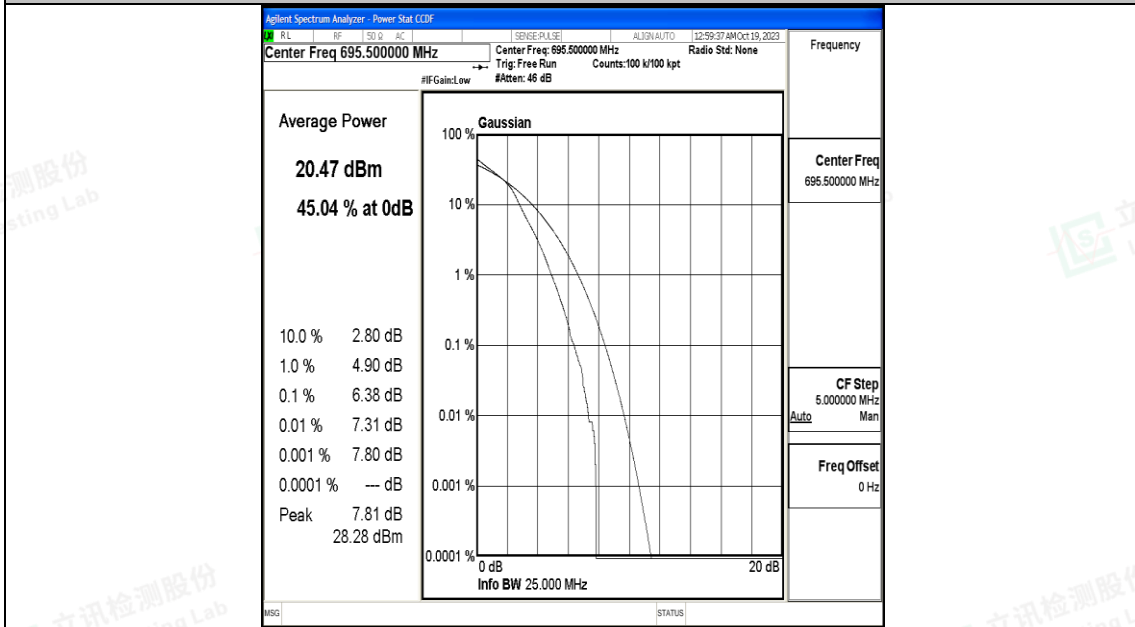 Agilent Spectrum Analyzer - Power Stat CCDF
RL RF 50 Ω AC SENSE:PULSE ALIGN AUTO 12:59:37 AM Oct 19, 2023
Center Freq 695.500000 MHz
Center Freq: 695.500000 MHz Radio Std: None
Trig: Free Run Counts:100 k/100 kpt
#IFGain:Low #Atten: 46 dB
Frequency
Average Power
20.47 dBm
45.04 % at 0dB
10.0 % 2.80 dB
1.0 % 4.90 dB
0.1 % 6.38 dB
0.01 % 7.31 dB
0.001 % 7.80 dB
0.0001 % --- dB
Peak 7.81 dB
28.28 dBm
Gaussian
100 %
10 %
1 %
0.1 %
0.01 %
0.001 %
0.0001 %
0 dB 20 dB
Info BW 25.000 MHz
Center Freq
695.500000 MHz
CF Step
5.000000 MHz
Auto Man
Freq Offset
0 Hz
MSG STATUS
测股份
sting Lab
立
立讯检测股份
ng Lab
立讯检测股份